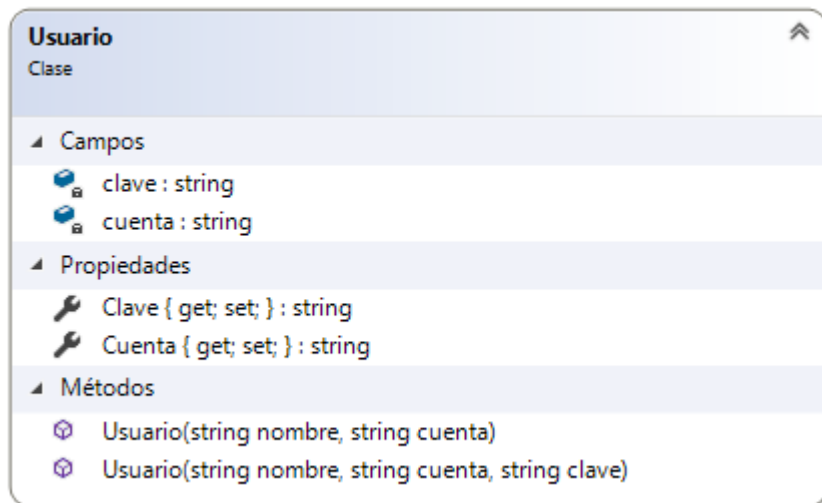 Usuario
Clase
Campos
clave : string
cuenta : string
Propiedades
Clave { get; set; } : string
Cuenta { get; set; } : string
Métodos
Usuario(string nombre, string cuenta)
Usuario(string nombre, string cuenta, string clave)